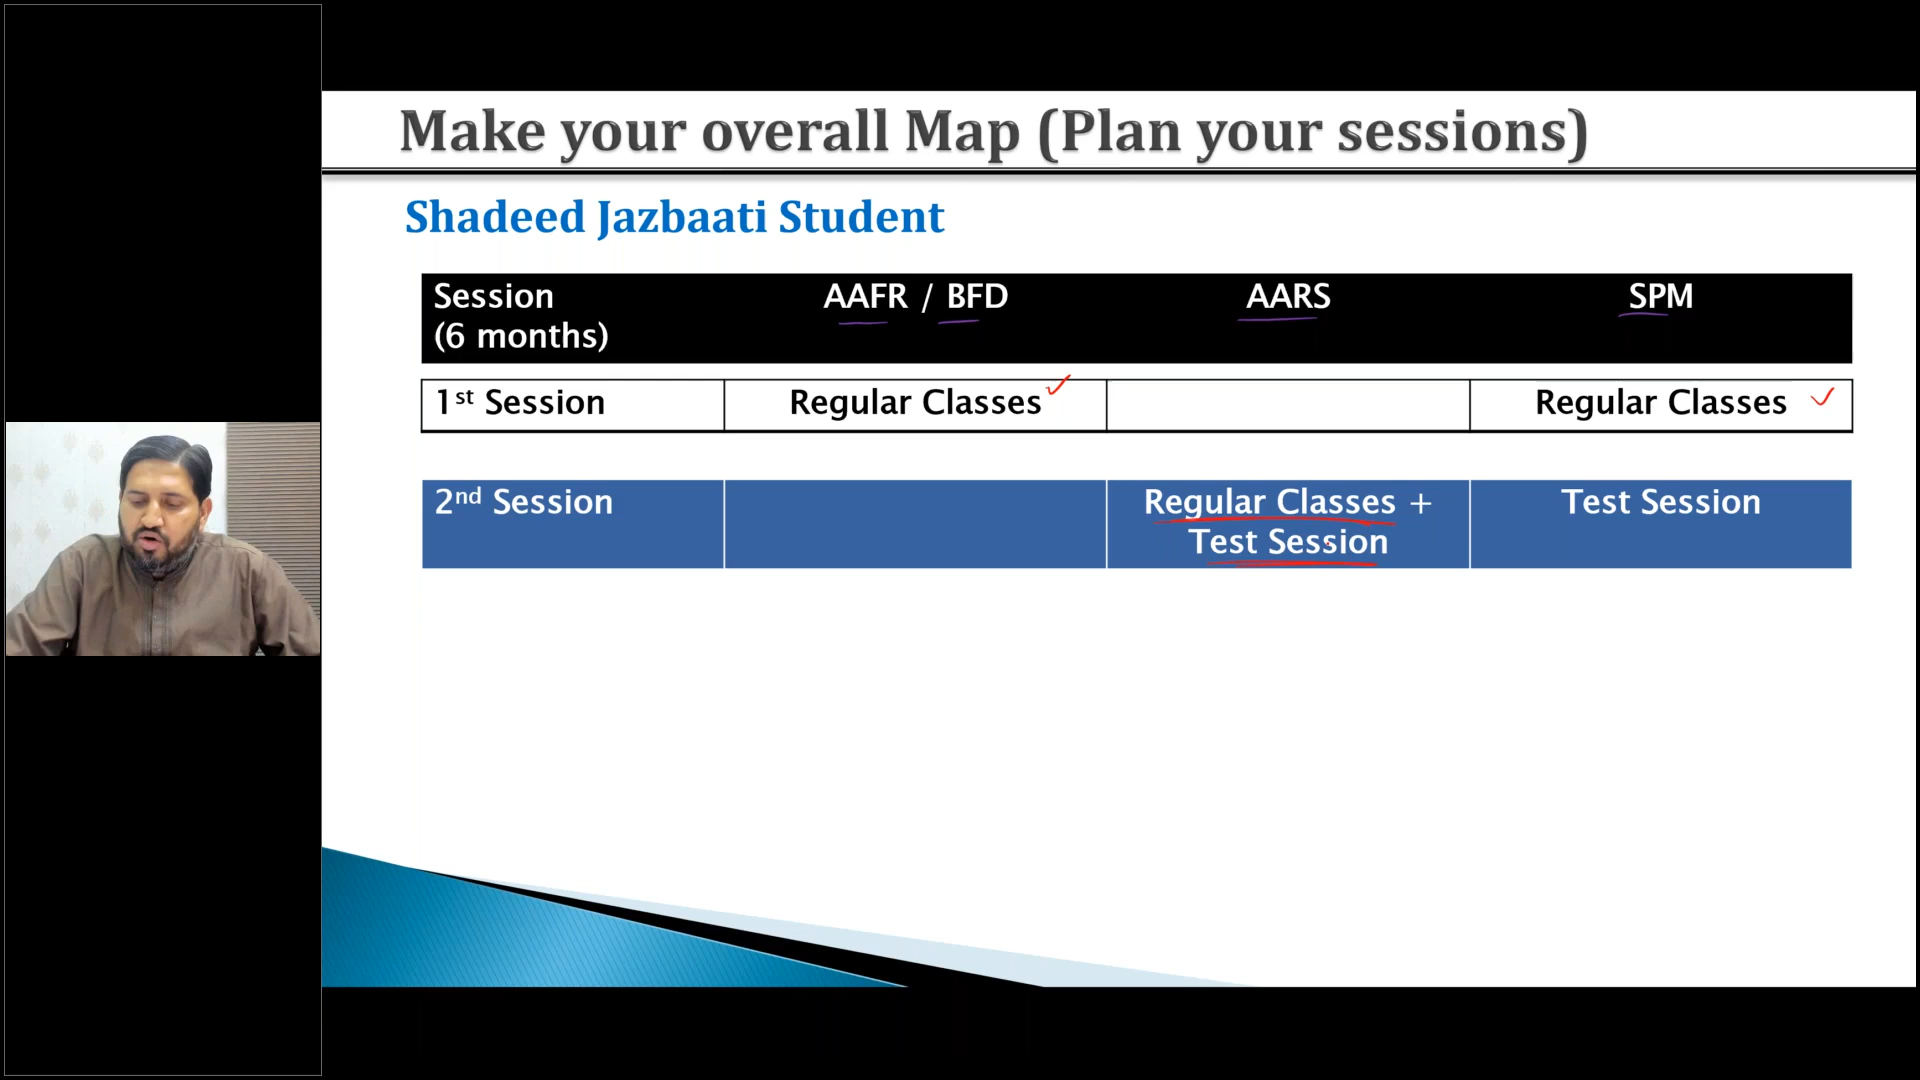 Make your overall Map (Plan your sessions)
Shadeed Jazbaati Student
Session (6 months) AAFR / BFD AARS SPM
1st Session Regular Classes Regular Classes
2nd Session Regular Classes + Test Session Test Session